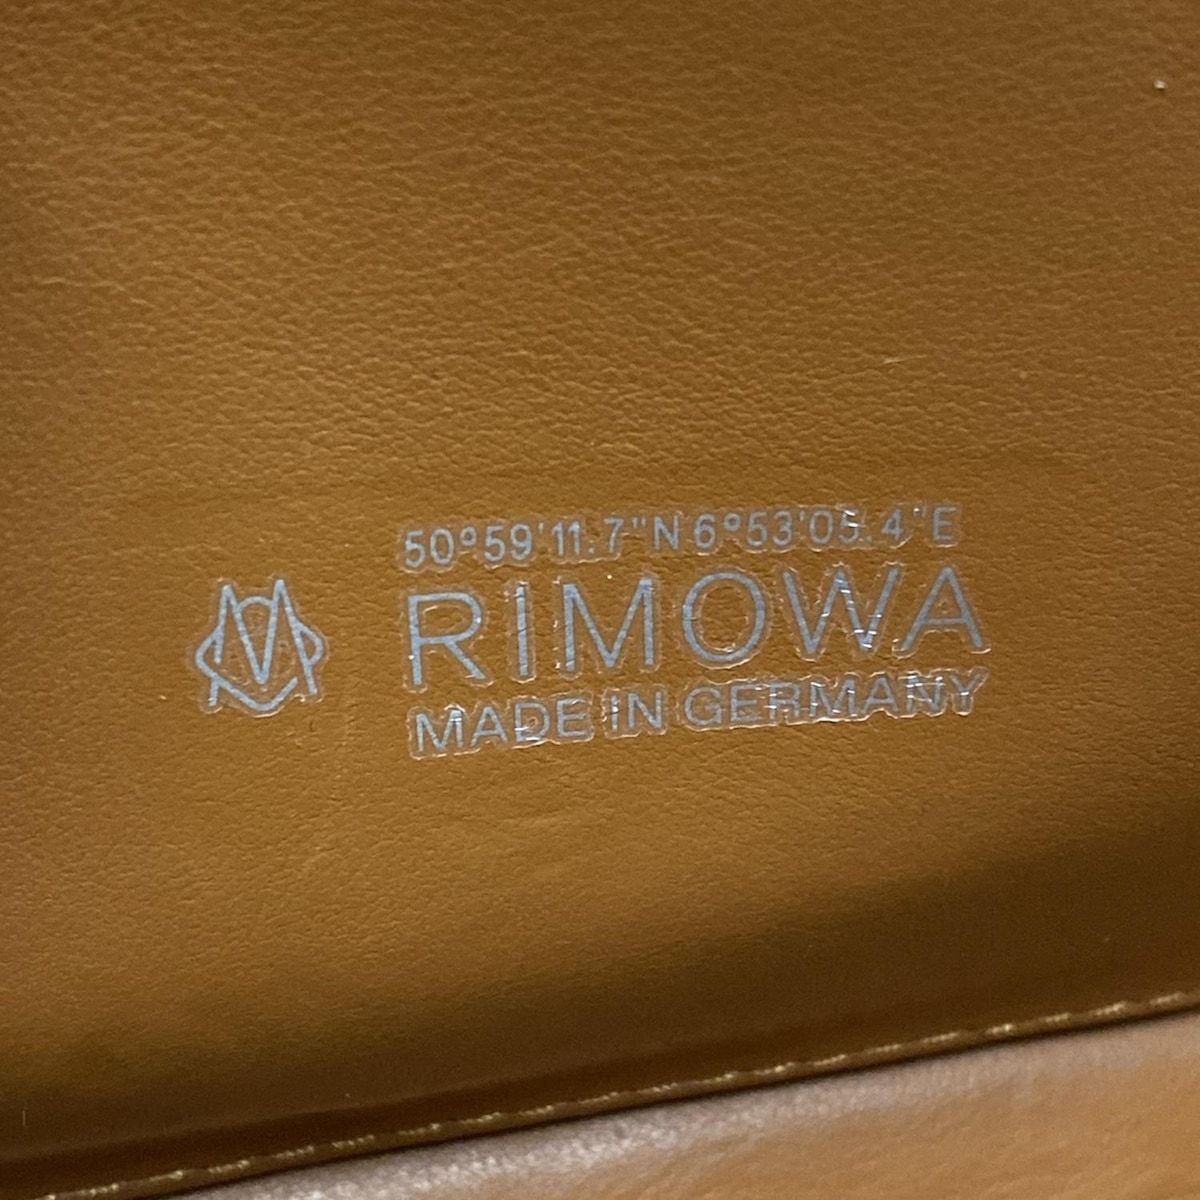 50°59'11.7"N 6°53'05.4"E
RIMOWA
MADE IN GERMANY